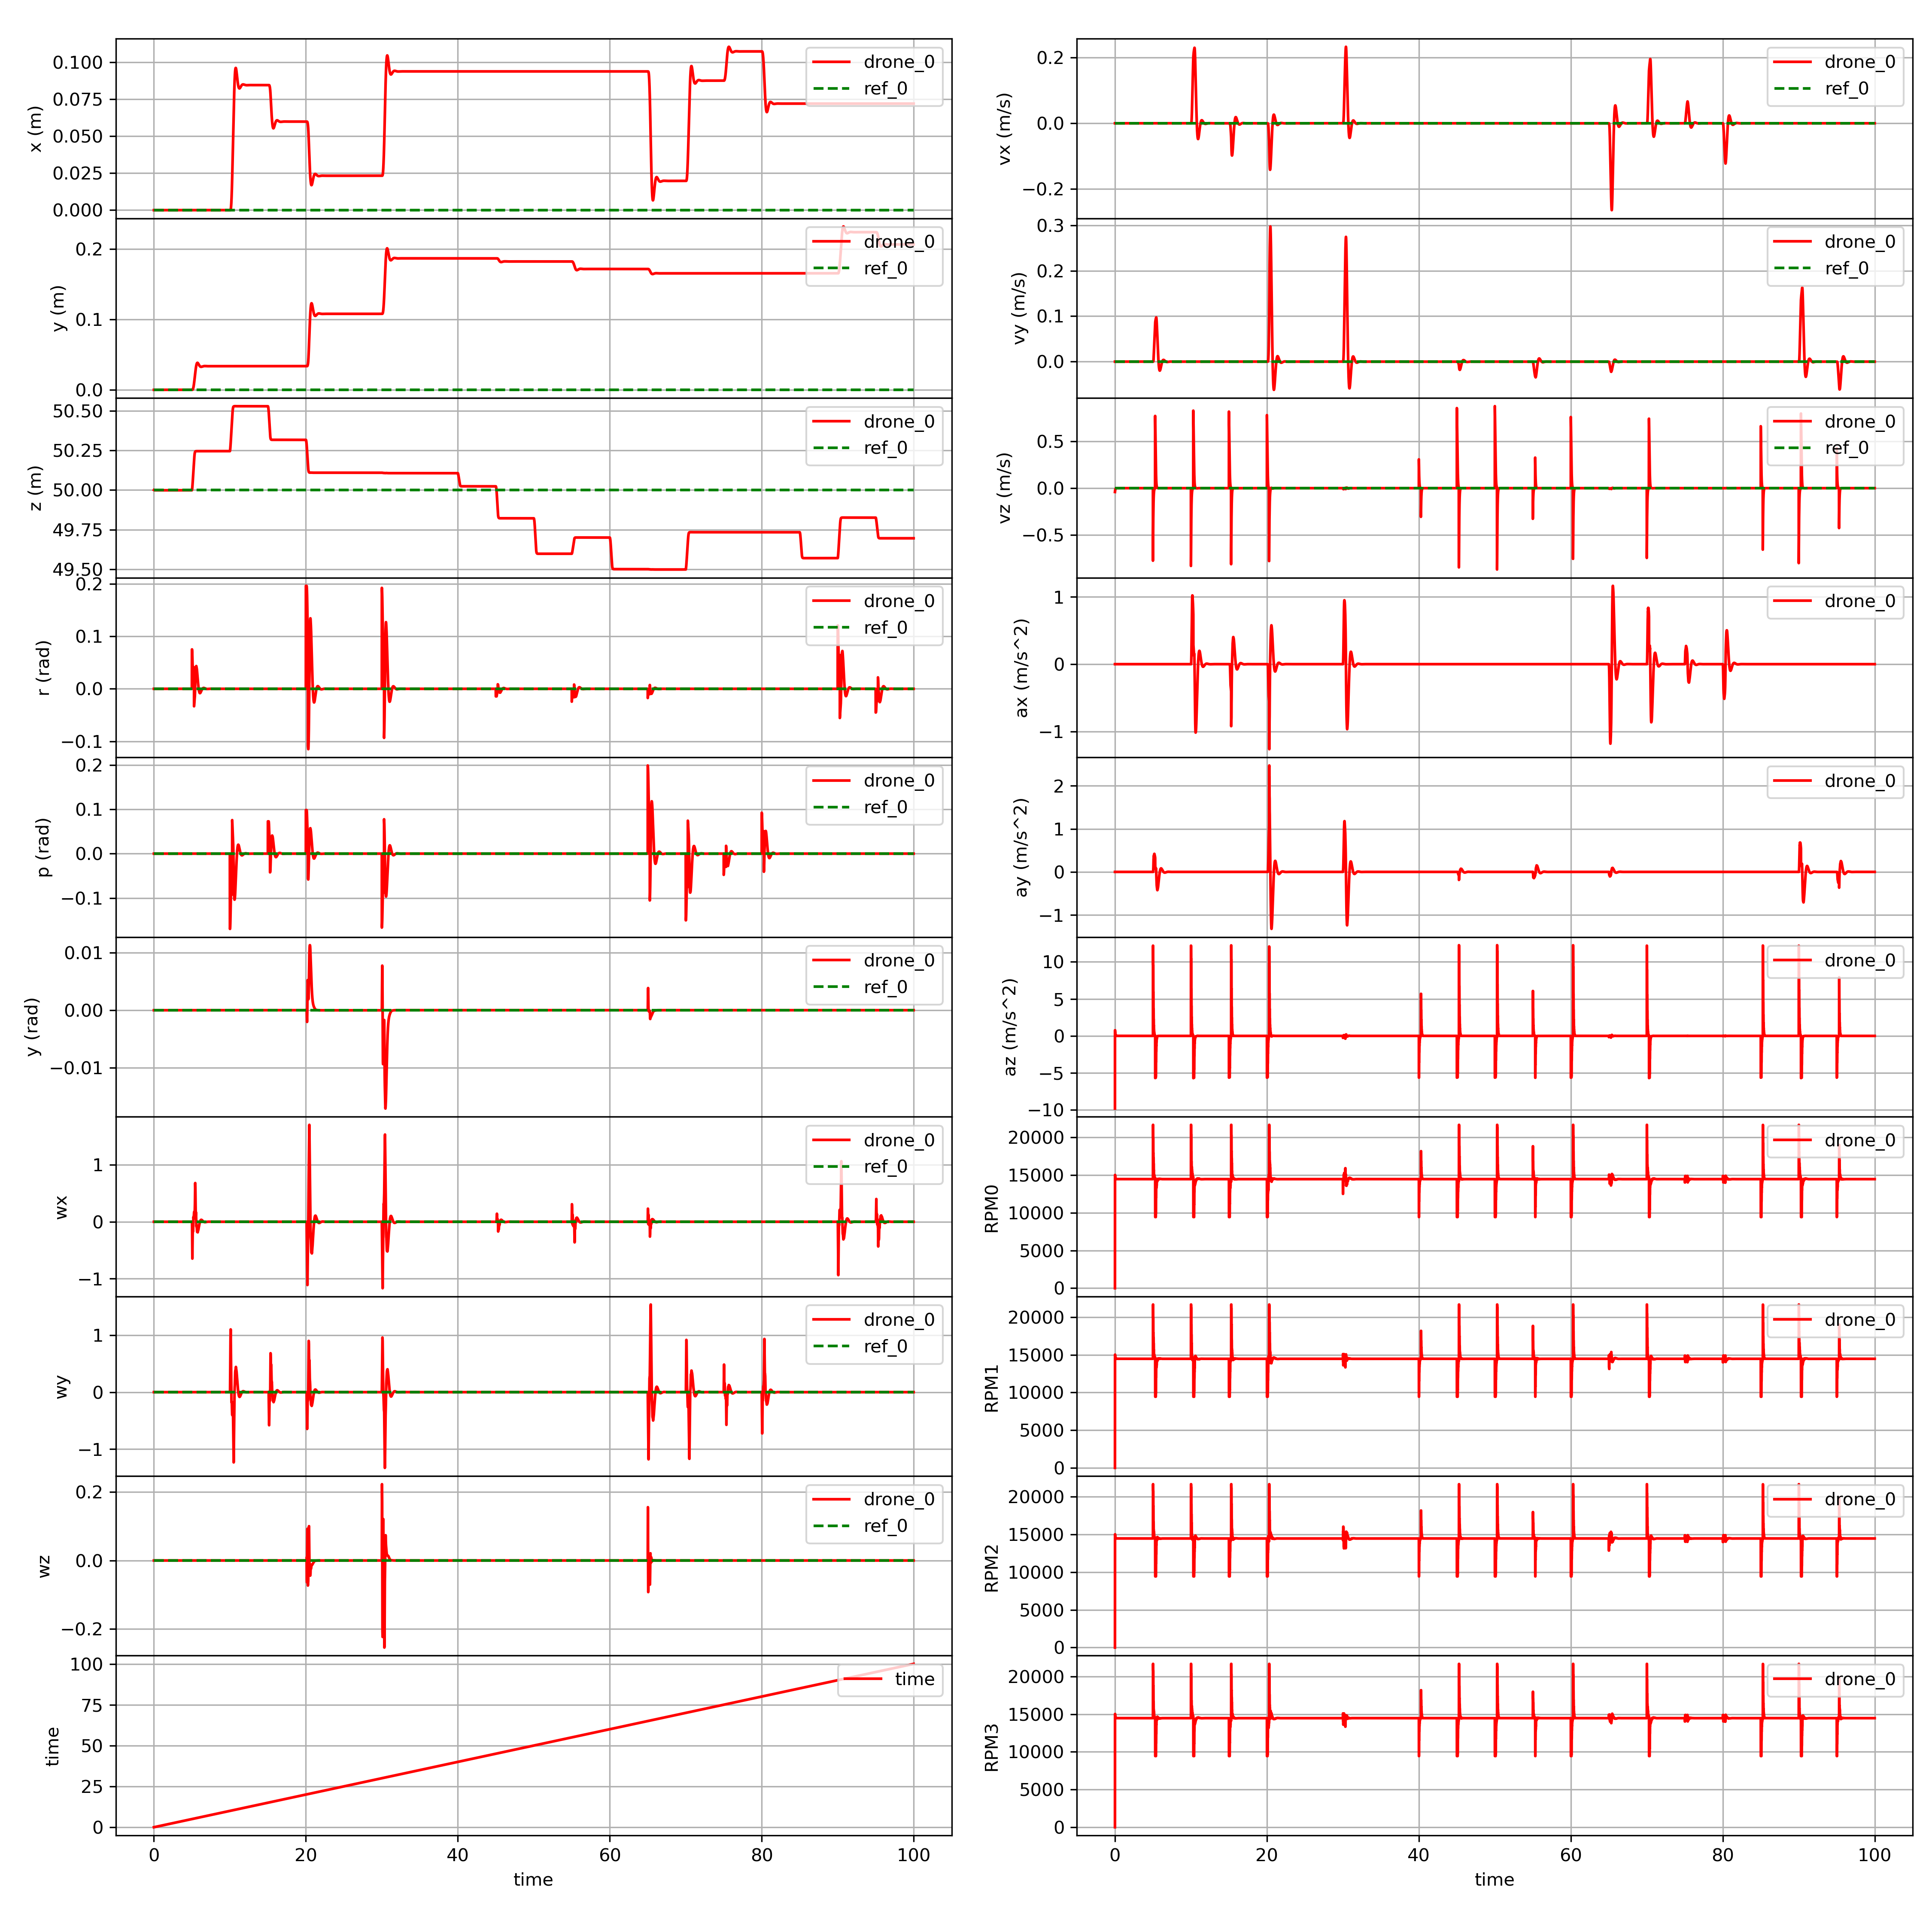 0.100
0.075
0.050
0.025
0.000
x (m)
drone_0
ref_0
0.2
0.1
0.0
y (m)
drone_0
ref_0
50.50
50.25
50.00
49.75
49.50
z (m)
drone_0
ref_0
0.2
0.1
0.0
−0.1
r (rad)
drone_0
ref_0
0.2
0.1
0.0
−0.1
p (rad)
drone_0
ref_0
0.01
0.00
−0.01
y (rad)
drone_0
ref_0
1
0
−1
wx
drone_0
ref_0
1
0
−1
wy
drone_0
ref_0
0.2
0.0
−0.2
wz
drone_0
ref_0
100
75
50
25
0
time
time
0 20 40 60 80 100
time
0.2
0.0
−0.2
vx (m/s)
drone_0
ref_0
0.3
0.2
0.1
0.0
vy (m/s)
drone_0
ref_0
0.5
0.0
−0.5
vz (m/s)
drone_0
ref_0
1
0
−1
ax (m/s^2)
drone_0
2
1
0
−1
ay (m/s^2)
drone_0
10
5
0
−5
−10
az (m/s^2)
drone_0
20000
15000
10000
5000
0
RPM0
drone_0
20000
15000
10000
5000
0
RPM1
drone_0
20000
15000
10000
5000
0
RPM2
drone_0
20000
15000
10000
5000
0
RPM3
drone_0
0 20 40 60 80 100
time